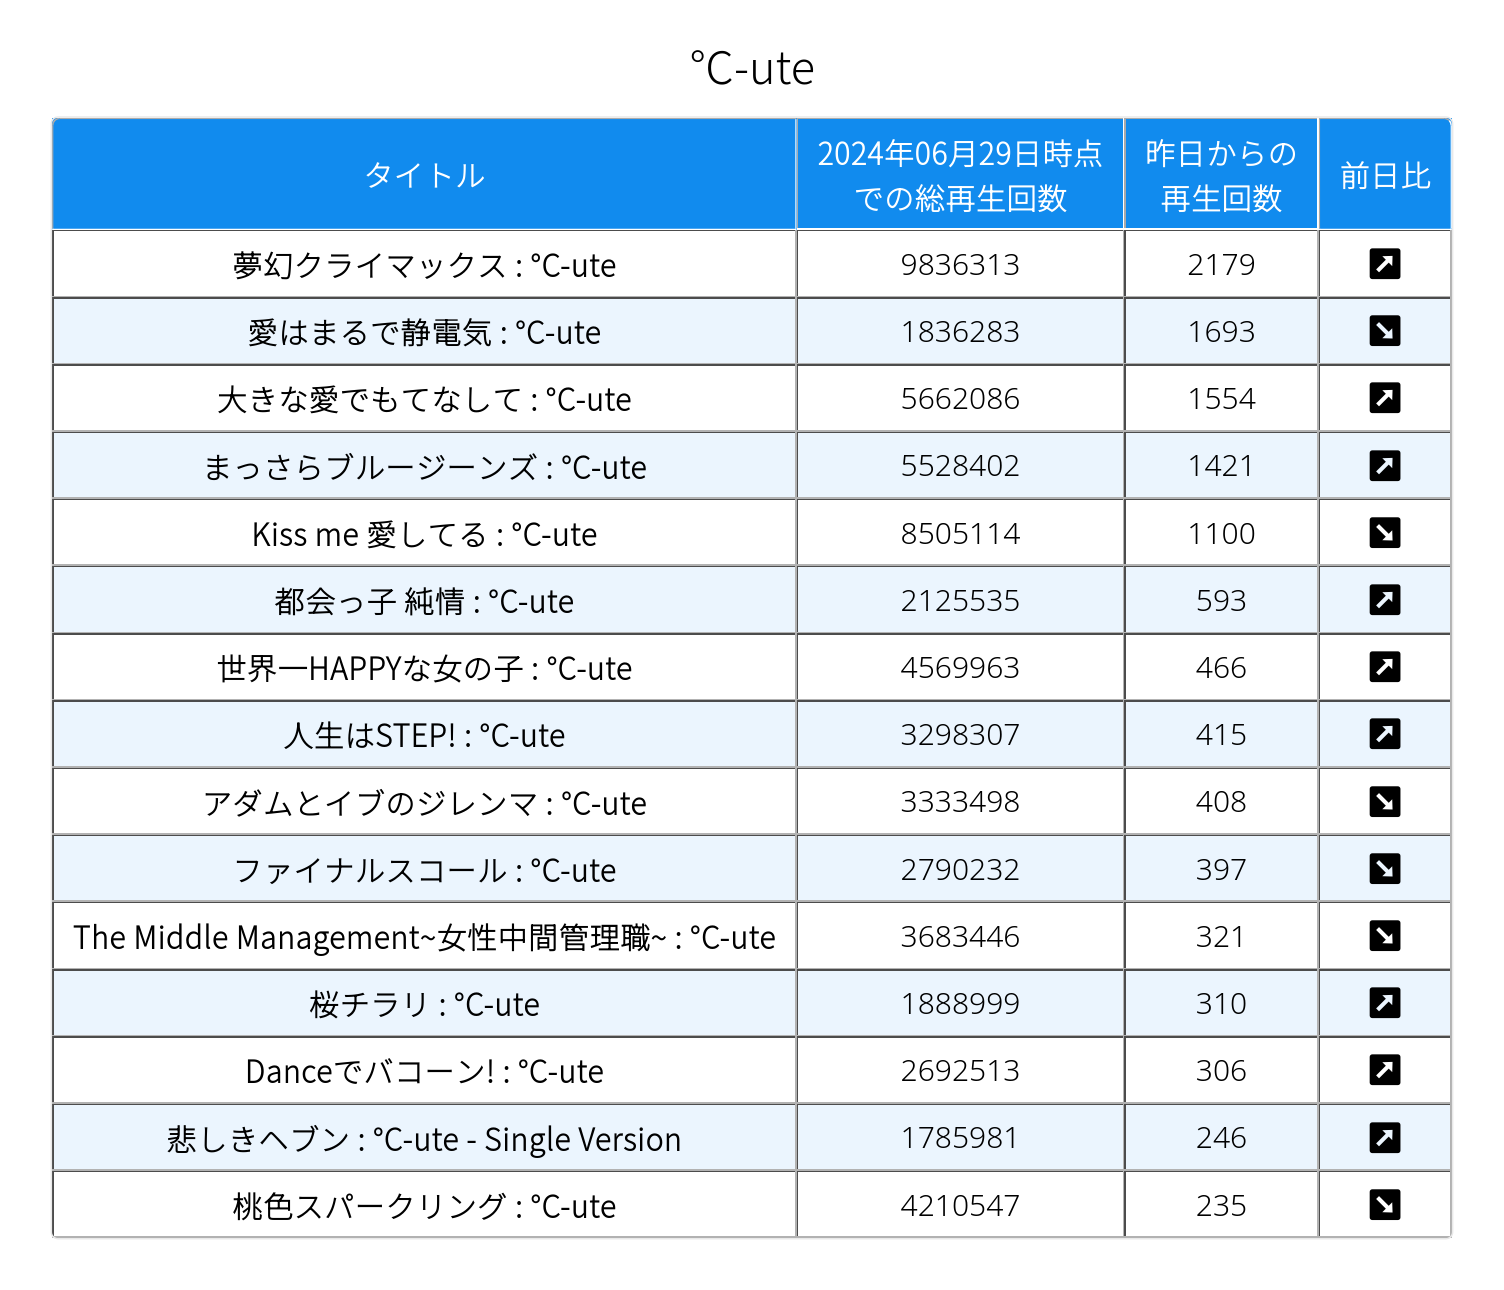 ℃-ute
タイトル 2024年06月29日時点での総再生回数 昨日からの再生回数 前日比
夢幻クライマックス : ℃-ute 9836313 2179 ↗
愛はまるで静電気 : ℃-ute 1836283 1693 ↘
大きな愛でもてなして : ℃-ute 5662086 1554 ↗
まっさらブルージーンズ : ℃-ute 5528402 1421 ↗
Kiss me 愛してる : ℃-ute 8505114 1100 ↘
都会っ子 純情 : ℃-ute 2125535 593 ↗
世界一HAPPYな女の子 : ℃-ute 4569963 466 ↗
人生はSTEP! : ℃-ute 3298307 415 ↗
アダムとイブのジレンマ : ℃-ute 3333498 408 ↘
ファイナルスコール : ℃-ute 2790232 397 ↘
The Middle Management~女性中間管理職~ : ℃-ute 3683446 321 ↘
桜チラリ : ℃-ute 1888999 310 ↗
Danceでバコーン! : ℃-ute 2692513 306 ↗
悲しきヘブン : ℃-ute - Single Version 1785981 246 ↗
桃色スパークリング : ℃-ute 4210547 235 ↘